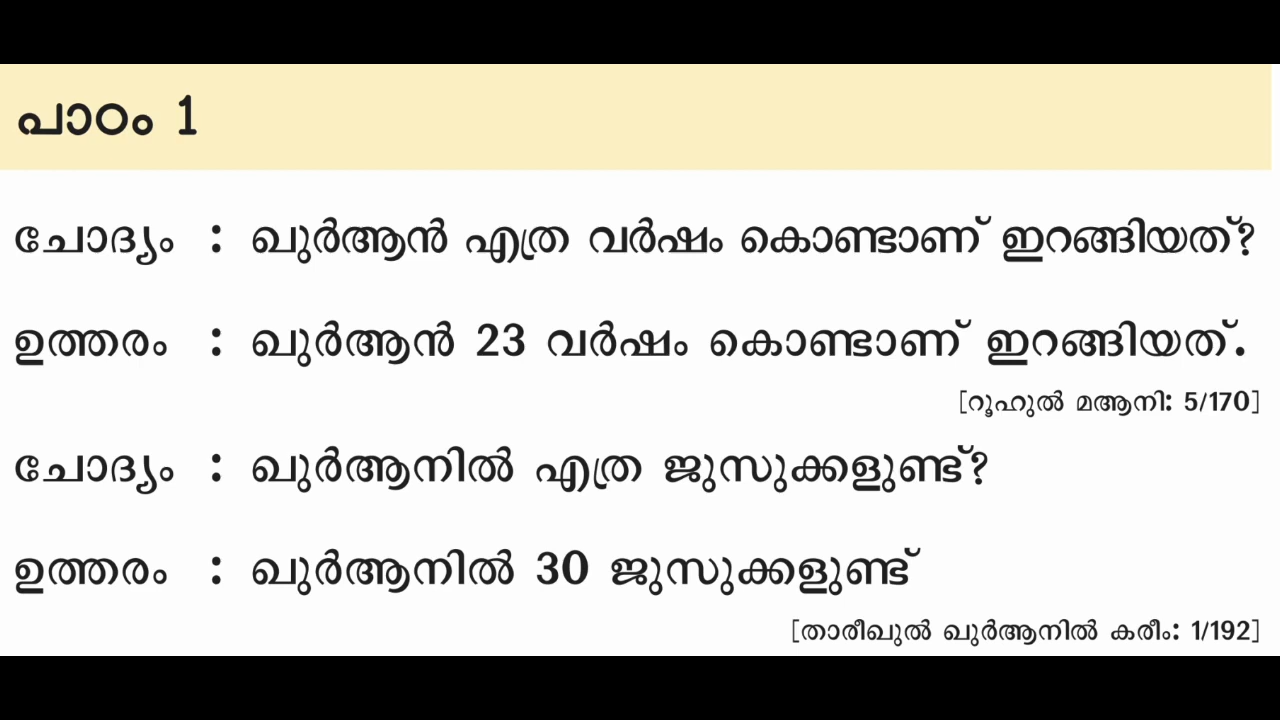 പാഠം 1
ചോദ്യം : ഖുർആൻ എത്ര വർഷം കൊണ്ടാണ് ഇറങ്ങിയത്?
ഉത്തരം : ഖുർആൻ 23 വർഷം കൊണ്ടാണ് ഇറങ്ങിയത്.
[റൂഹുൽ മആനി: 5/170]
ചോദ്യം : ഖുർആനിൽ എത്ര ജുസുക്കളുണ്ട്?
ഉത്തരം : ഖുർആനിൽ 30 ജുസുക്കളുണ്ട്
[താരീഖുൽ ഖുർആനിൽ കരീം: 1/192]